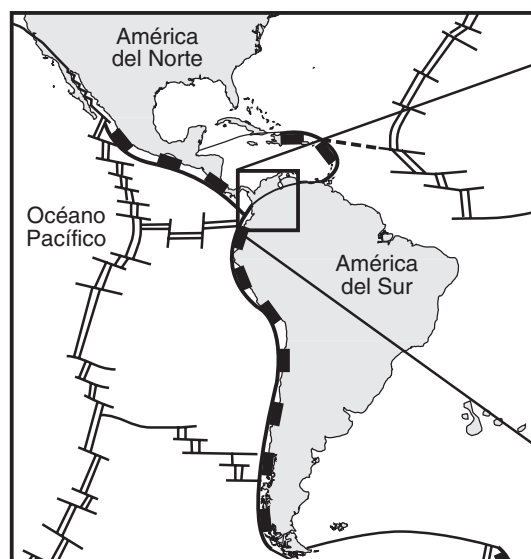 América
del Norte
Océano
Pacífico
América
del Sur